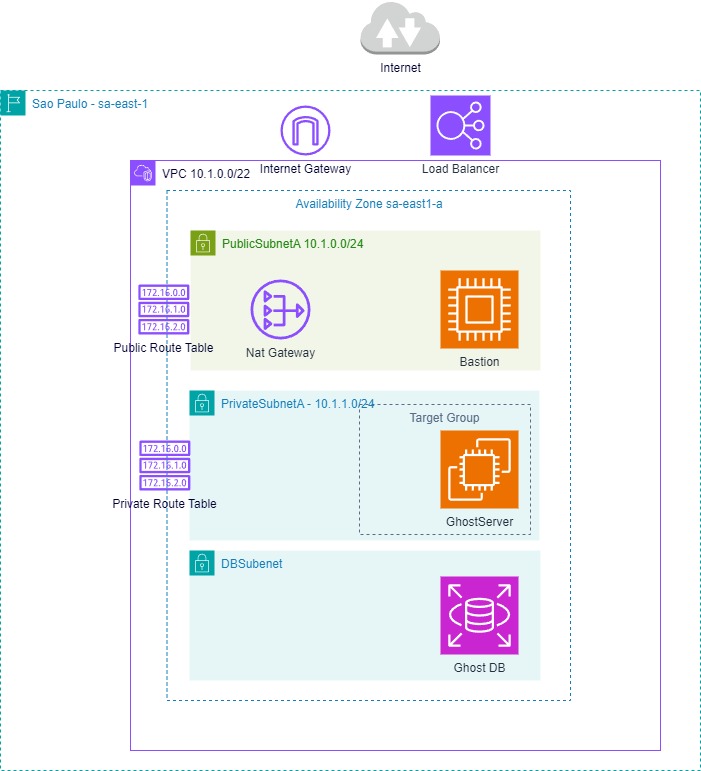 Internet
Sao Paulo - sa-east-1
Internet Gateway
Load Balancer
VPC 10.1.0.0/22
Availability Zone sa-east1-a
PublicSubnetA 10.1.0.0/24
172.16.0.0
172.16.1.0
172.16.2.0
Public Route Table
Nat Gateway
Bastion
PrivateSubnetA - 10.1.1.0/24
Target Group
172.16.0.0
172.16.1.0
172.16.2.0
Private Route Table
GhostServer
DBSubenet
Ghost DB